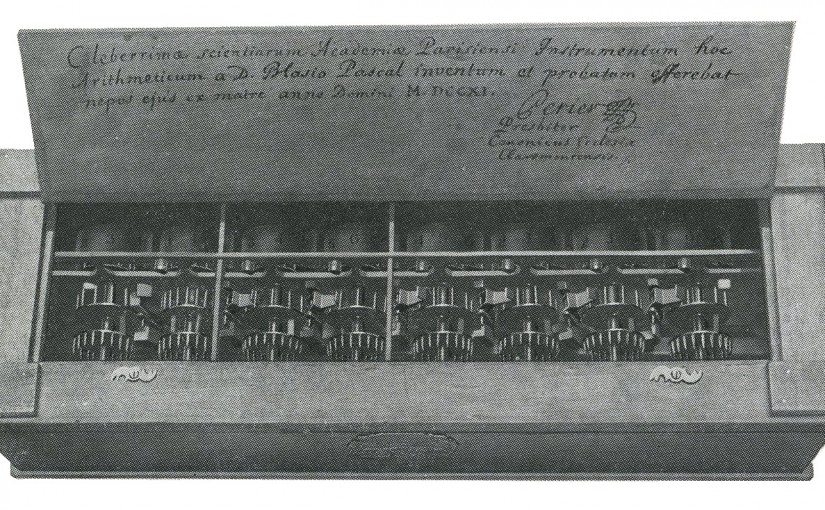 Celeberrimæ scientiarum Academiæ Parisiensi Instrumentum hoc
Arithmeticum a D. Blasio Pascal inventum et probatam offerebat
nepos ejus ex matre anno Domini M.DCCXI.
Perier
Presbiter
Canonicus Ecclesiæ
Claromontensis.